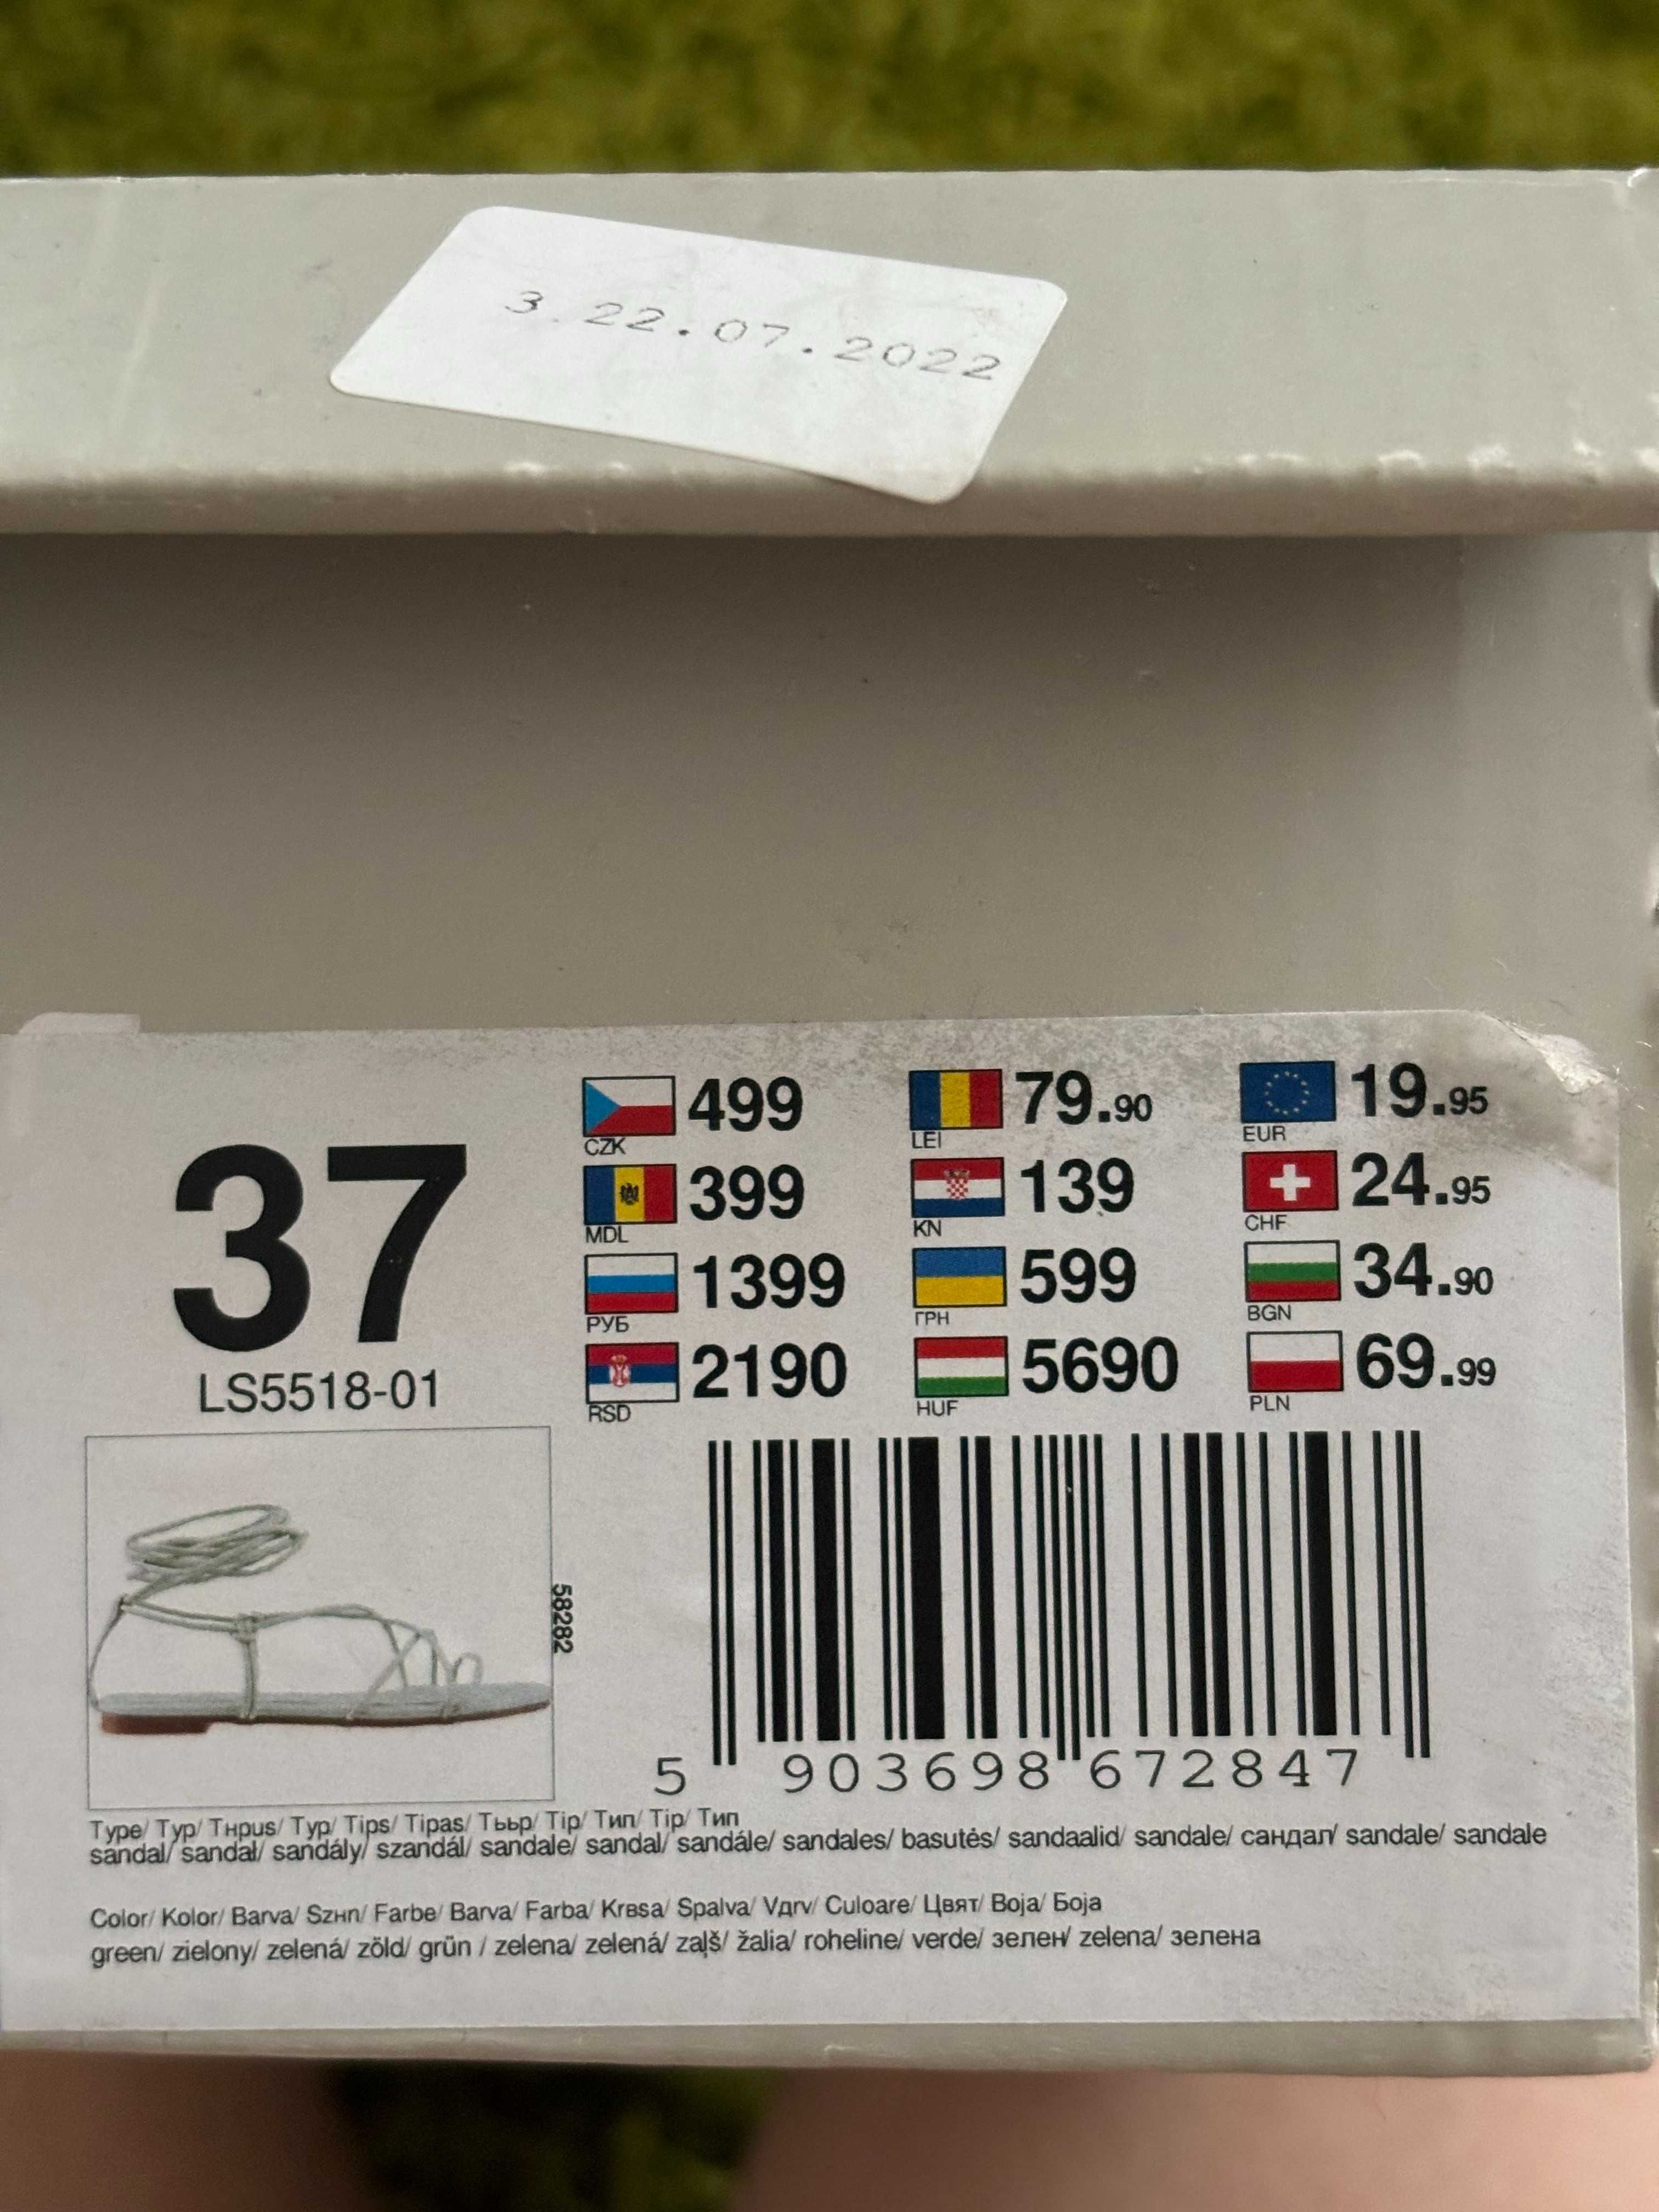 3. 22.07.2022
37
LS5518-01
CZK 499
LEI 79.90
EUR 19.95
MDL 399
KN 139
CHF 24.95
РУБ 1399
ГРН 599
BGN 34.90
RSD 2190
HUF 5690
PLN 69.99
58282
5 903698 672847
Type/ Typ/ Tнpus/ Typ/ Tips/ Tipas/ Tььp/ Tip/ Тип/ Tip/ Тип
sandal/ sandał/ sandály/ szandál/ sandale/ sandal/ sandále/ sandales/ basutės/ sandaalid/ sandale/ сандал/ sandale/ sandale
Color/ Kolor/ Barva/ Szнn/ Farbe/ Barva/ Farba/ Krвsa/ Spalva/ Vдrv/ Culoare/ Цвят/ Boja/ Боја
green/ zielony/ zelená/ zöld/ grün / zelena/ zelená/ zaļš/ žalia/ roheline/ verde/ зелен/ zelena/ зелена